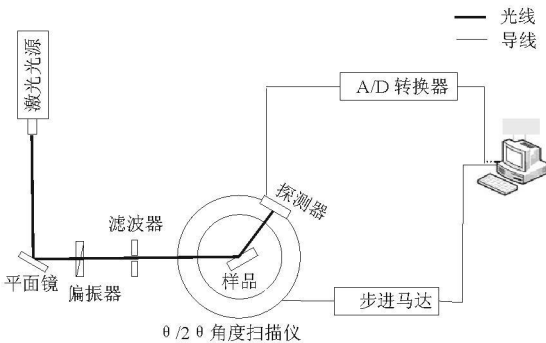 光线
导线
激光光源
A/D 转换器
探测器
滤波器
平面镜
偏振器
样品
步进马达
θ/2θ 角度扫描仪